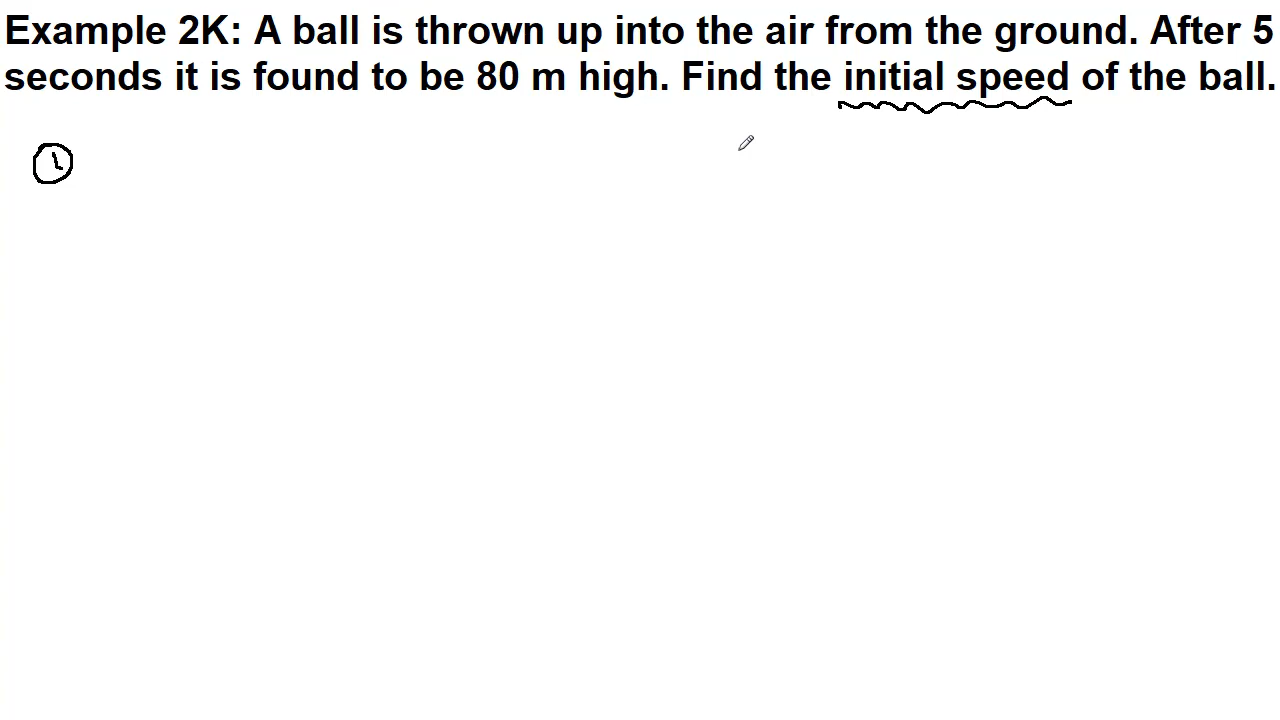 Example 2K: A ball is thrown up into the air from the ground. After 5
seconds it is found to be 80 m high. Find the initial speed of the ball.